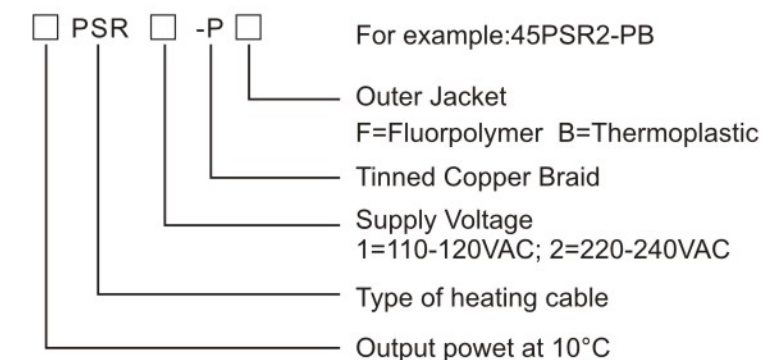 □ PSR □ -P □ For example:45PSR2-PB
Outer Jacket
F=Fluorpolymer B=Thermoplastic
Tinned Copper Braid
Supply Voltage
1=110-120VAC; 2=220-240VAC
Type of heating cable
Output powet at 10°C